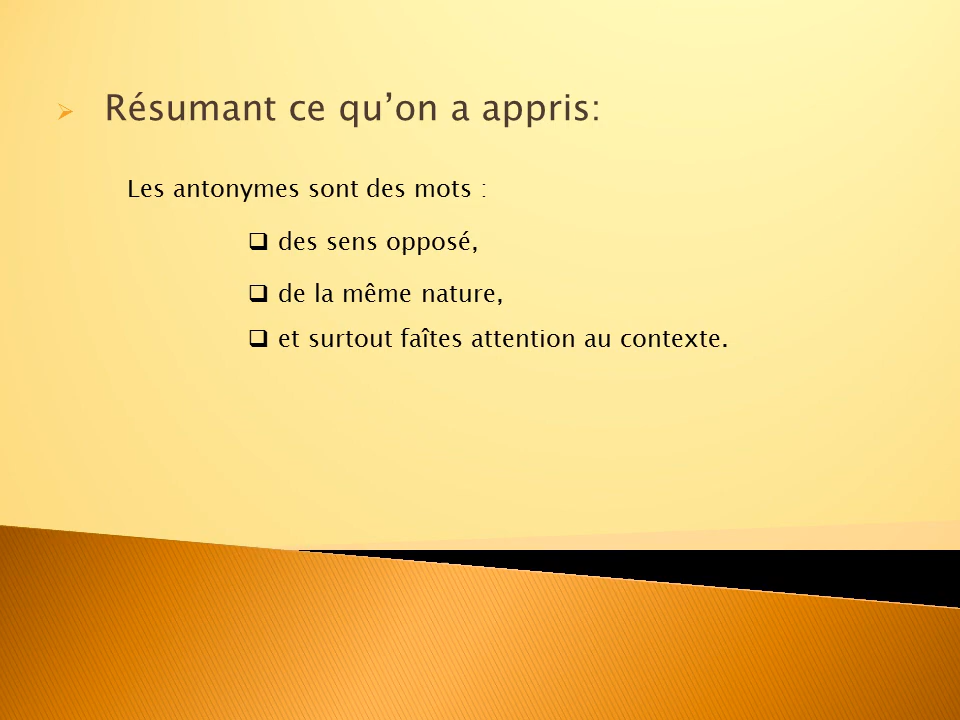 Résumant ce qu’on a appris:
Les antonymes sont des mots :
des sens opposé,
de la même nature,
et surtout faîtes attention au contexte.